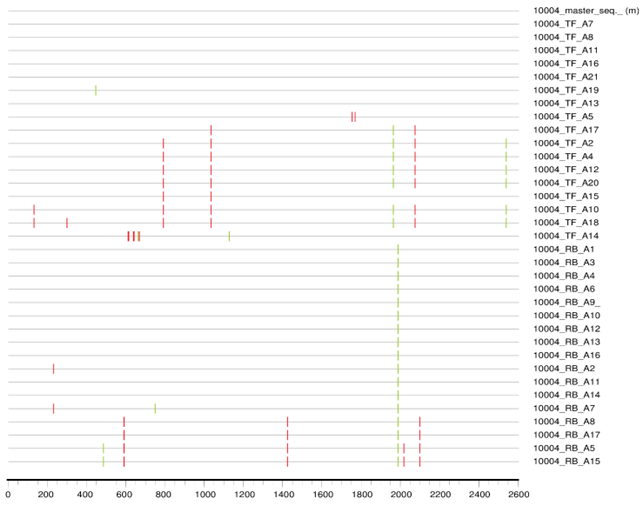 10004_master_seq._ (m)
10004_TF_A7
10004_TF_A8
10004_TF_A11
10004_TF_A16
10004_TF_A21
10004_TF_A19
10004_TF_A13
10004_TF_A5
10004_TF_A17
10004_TF_A2
10004_TF_A4
10004_TF_A12
10004_TF_A20
10004_TF_A15
10004_TF_A10
10004_TF_A18
10004_TF_A14
10004_RB_A1
10004_RB_A3
10004_RB_A4
10004_RB_A6
10004_RB_A9_
10004_RB_A10
10004_RB_A12
10004_RB_A13
10004_RB_A16
10004_RB_A2
10004_RB_A11
10004_RB_A14
10004_RB_A7
10004_RB_A8
10004_RB_A17
10004_RB_A5
10004_RB_A15
0 200 400 600 800 1000 1200 1400 1600 1800 2000 2200 2400 2600